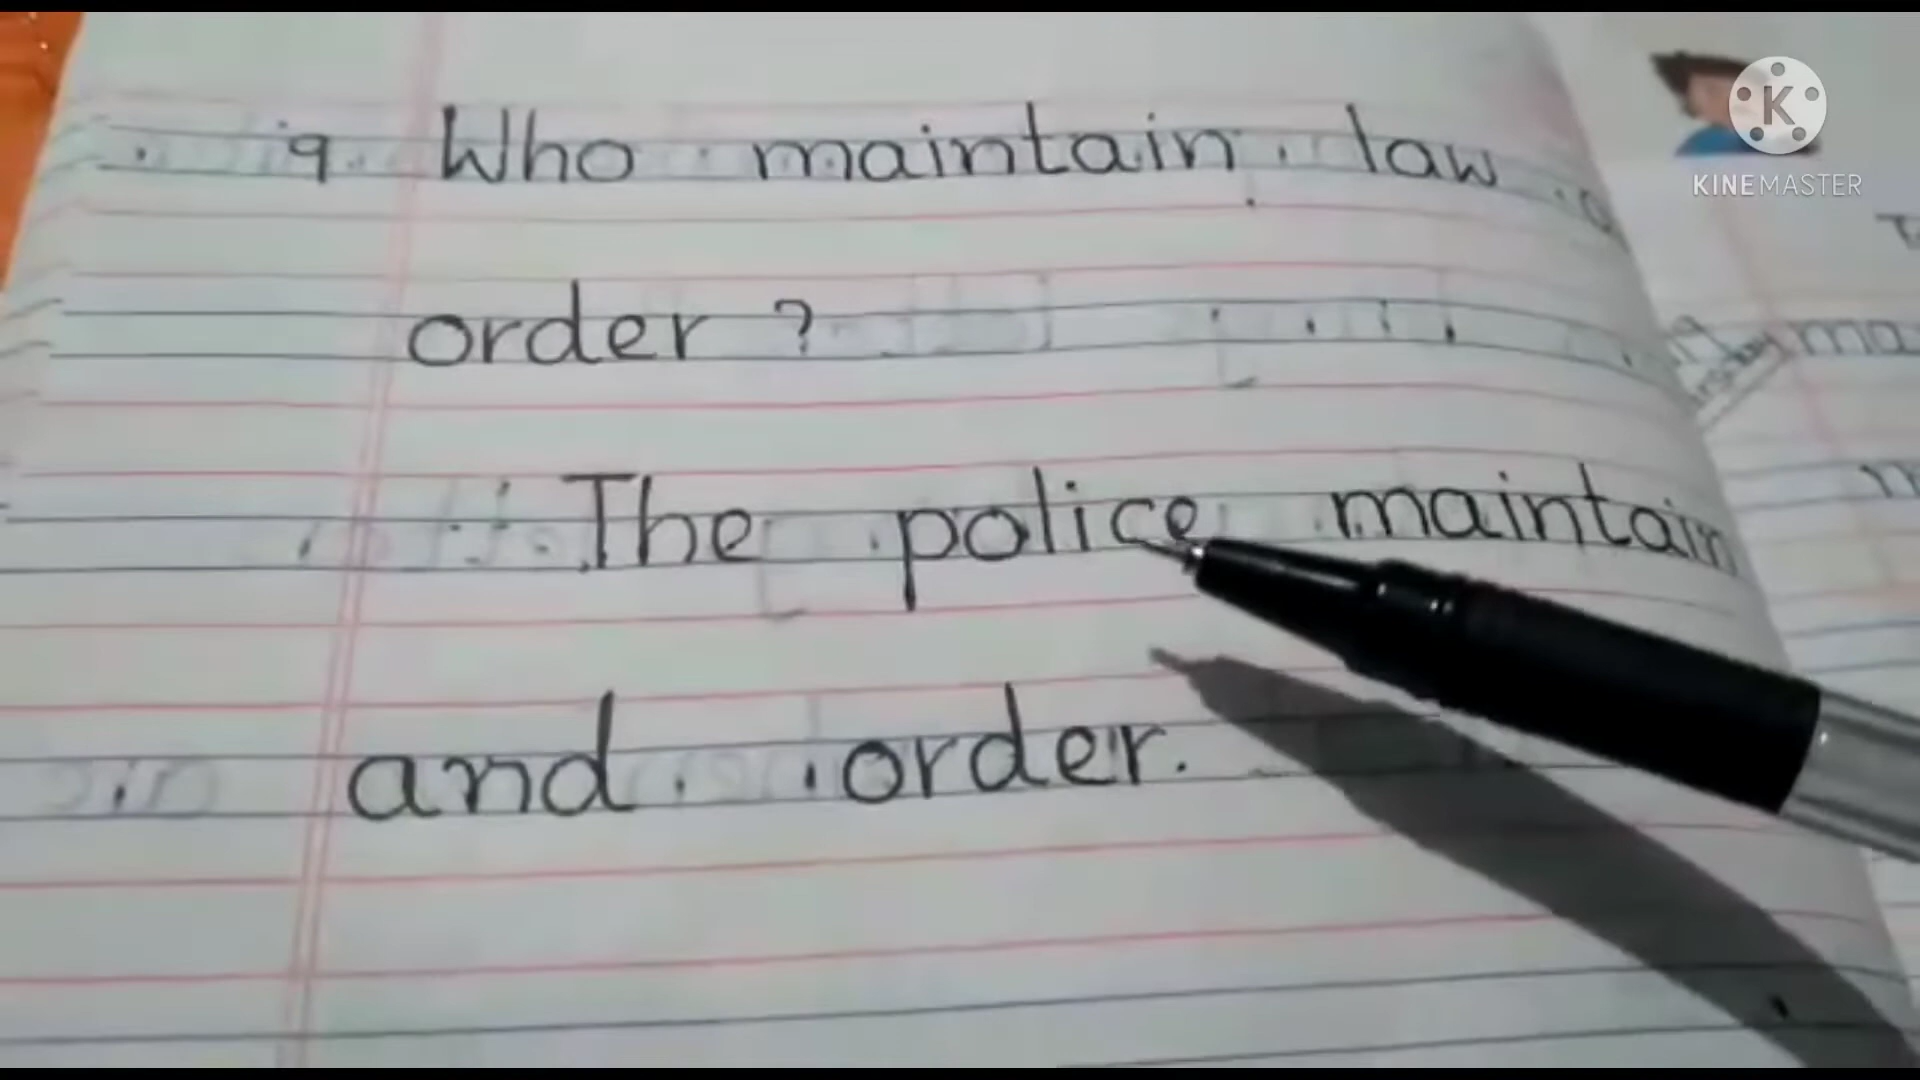 9. Who maintain law
order ?
The police maintain
and order.
KINEMASTER